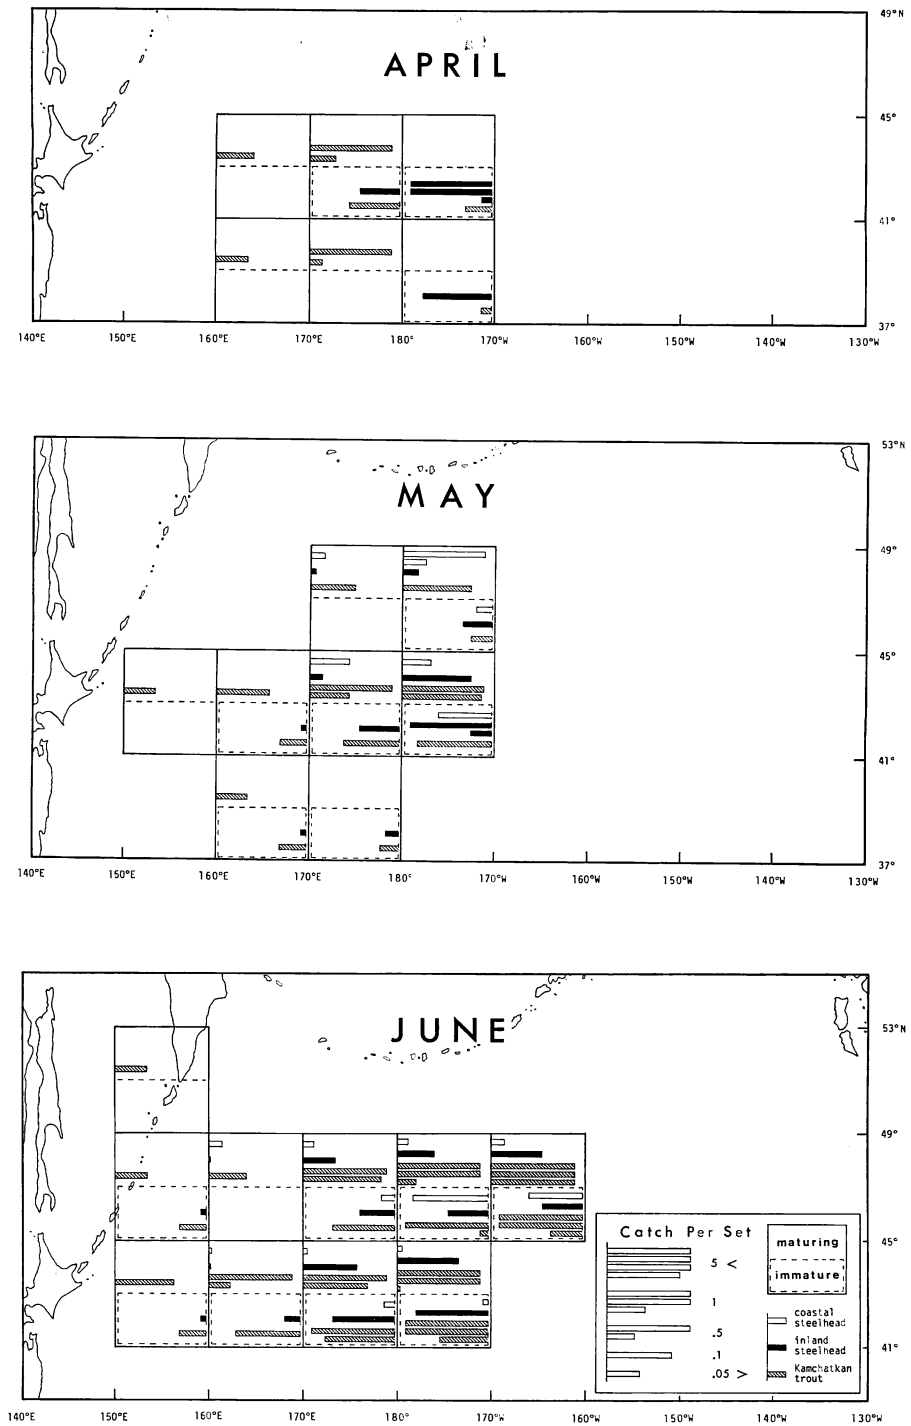 49°N
APRIL
45°
41°
37°
140°E 150°E 160°E 170°E 180° 170°W 160°W 150°W 140°W 130°W
53°N
MAY
49°
45°
41°
37°
140°E 150°E 160°E 170°E 180° 170°W 160°W 150°W 140°W 130°W
JUNE
53°N
49°
45°
Catch Per Set
maturing
5 <
immature
1
coastal
steelhead
.5
inland
steelhead
.1
Kamchatkan
trout
.05 >
41°
140°E 150°E 160°E 170°E 180° 170°W 160°W 150°W 140°W 130°W